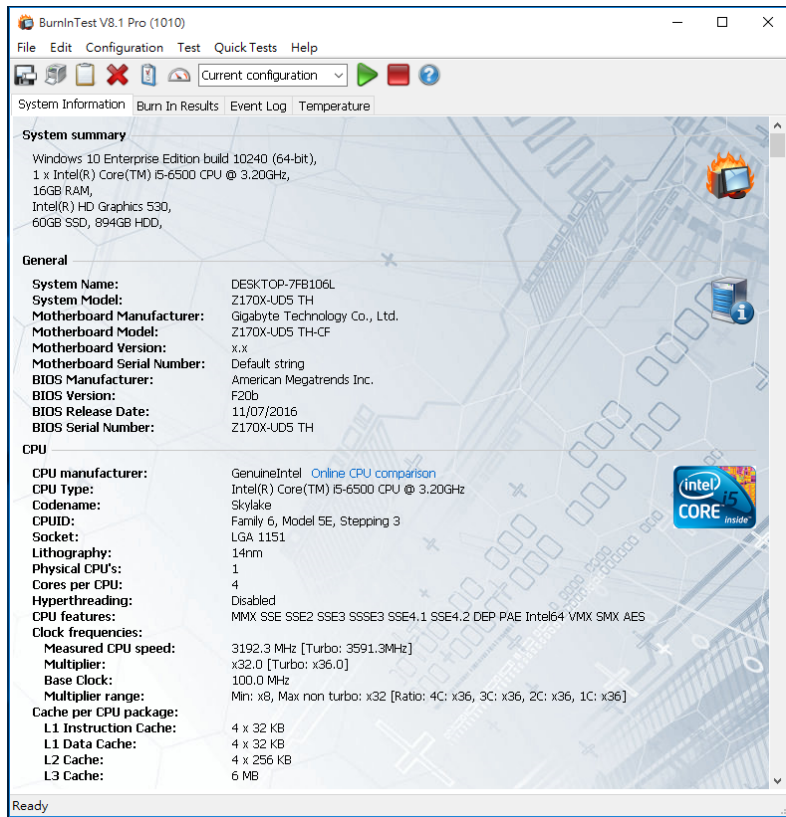 BurnInTest V8.1 Pro (1010)
File Edit Configuration Test Quick Tests Help
Current configuration
System Information Burn In Results Event Log Temperature
System summary
Windows 10 Enterprise Edition build 10240 (64-bit),
1 x Intel(R) Core(TM) i5-6500 CPU @ 3.20GHz,
16GB RAM,
Intel(R) HD Graphics 530,
60GB SSD, 894GB HDD,
General
System Name: DESKTOP-7FB106L
System Model: Z170X-UD5 TH
Motherboard Manufacturer: Gigabyte Technology Co., Ltd.
Motherboard Model: Z170X-UD5 TH-CF
Motherboard Version: x.x
Motherboard Serial Number: Default string
BIOS Manufacturer: American Megatrends Inc.
BIOS Version: F20b
BIOS Release Date: 11/07/2016
BIOS Serial Number: Z170X-UD5 TH
CPU
CPU manufacturer: GenuineIntel Online CPU comparison
CPU Type: Intel(R) Core(TM) i5-6500 CPU @ 3.20GHz
Codename: Skylake
CPUID: Family 6, Model 5E, Stepping 3
Socket: LGA 1151
Lithography: 14nm
Physical CPU's: 1
Cores per CPU: 4
Hyperthreading: Disabled
CPU features: MMX SSE SSE2 SSE3 SSSE3 SSE4.1 SSE4.2 DEP PAE Intel64 VMX SMX AES
Clock frequencies:
Measured CPU speed: 3192.3 MHz [Turbo: 3591.3MHz]
Multiplier: x32.0 [Turbo: x36.0]
Base Clock: 100.0 MHz
Multiplier range: Min: x8, Max non turbo: x32 [Ratio: 4C: x36, 3C: x36, 2C: x36, 1C: x36]
Cache per CPU package:
L1 Instruction Cache: 4 x 32 KB
L1 Data Cache: 4 x 32 KB
L2 Cache: 4 x 256 KB
L3 Cache: 6 MB
(intel) i5
CORE inside™
Ready